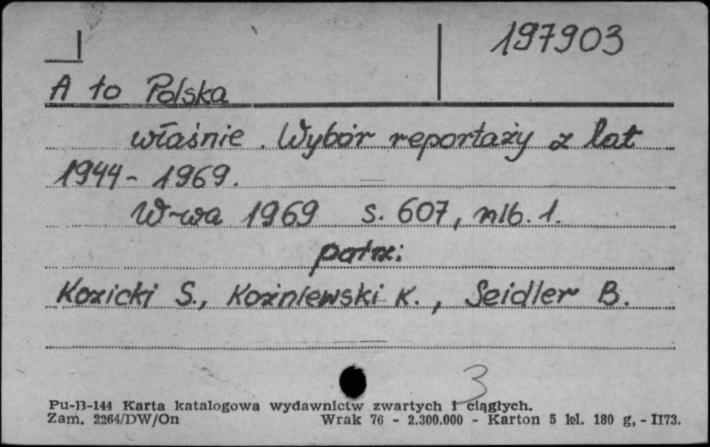 197903
A to Polska
właśnie. Wybór reportaży z lat
1944-1969.
W-wa 1969 s. 607, nlb. 1.
patrz:
Kozicki S., Koźniewski K., Seidler B.
3
Pu-B-144 Karta katalogowa wydawnictw zwartych i ciągłych.
Zam. 2264/DW/On Wrak 76 - 2.300.000 - Karton 5 kl. 180 g, - II73.